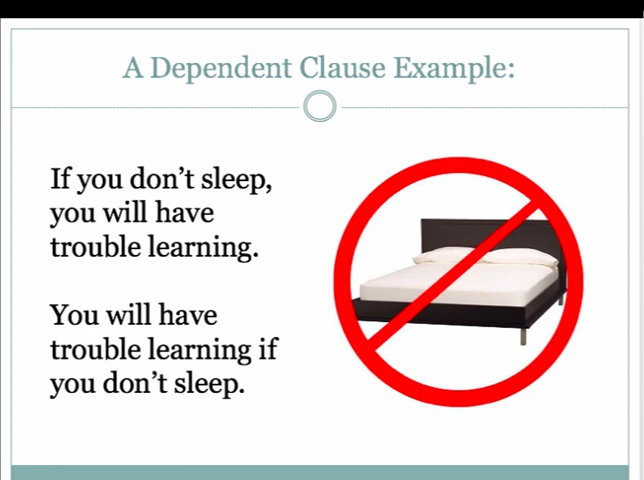 A Dependent Clause Example:
If you don’t sleep,
you will have
trouble learning.
You will have
trouble learning if
you don’t sleep.